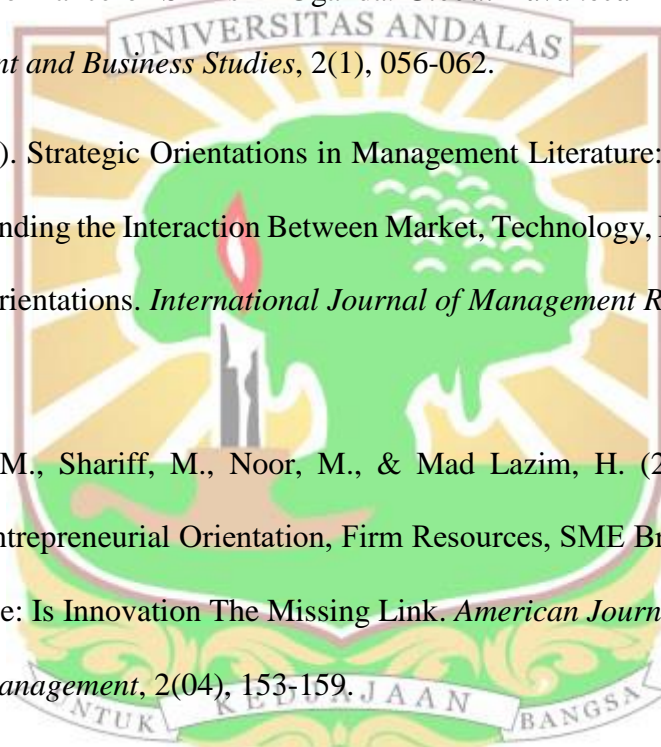 UNIVERSITAS ANDALAS
nt and Business Studies, 2(1), 056-062.
). Strategic Orientations in Management Literature:
nding the Interaction Between Market, Technology,
rientations. International Journal of Management R
M., Shariff, M., Noor, M., & Mad Lazim, H. (2
ntrepreneurial Orientation, Firm Resources, SME Br
e: Is Innovation The Missing Link. American Journ
anagement, 2(04), 153-159.
UNTUK KEDJAJAAN BANGSA